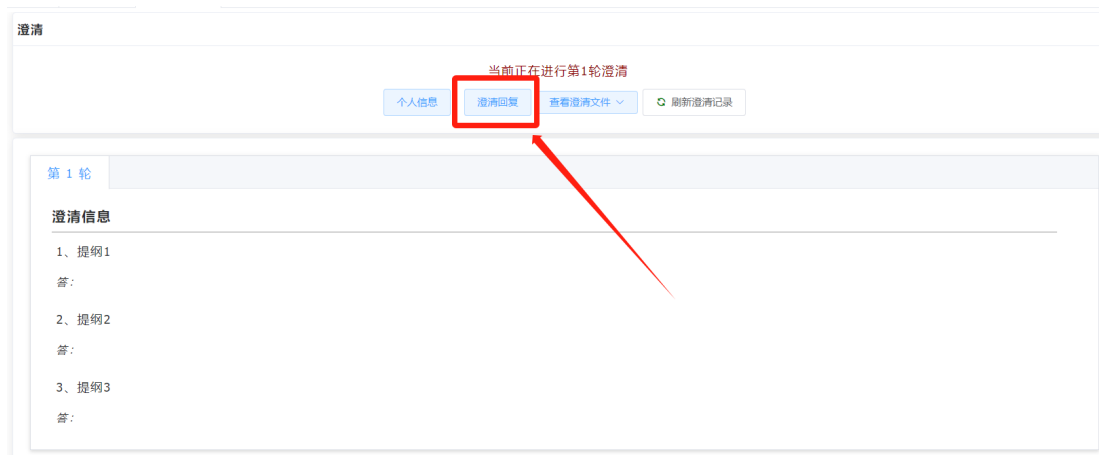 澄清
当前正在进行第1轮澄清
个人信息 澄清回复 查看澄清文件 刷新澄清记录
第 1 轮
澄清信息
1、提纲1
答：
2、提纲2
答：
3、提纲3
答：